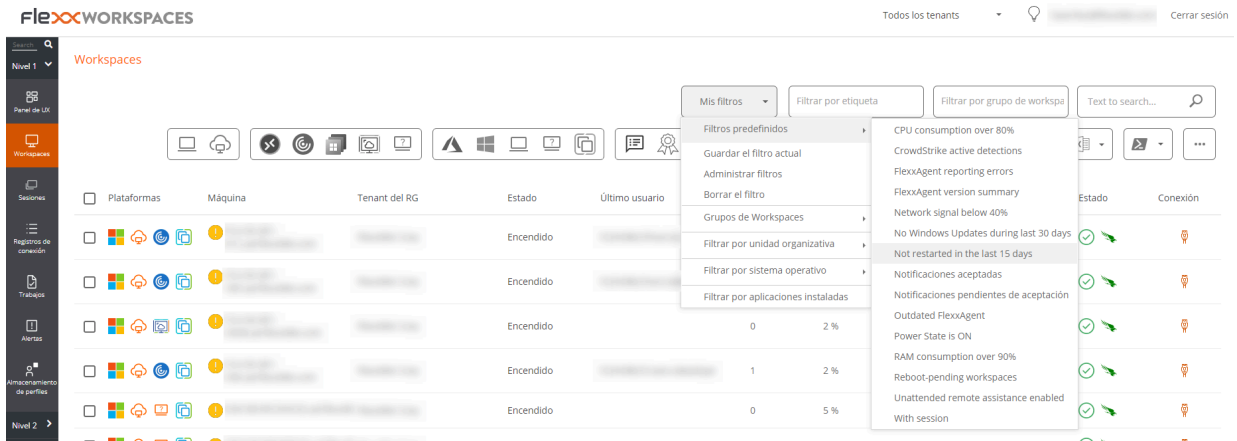 FlexxWORKSPACES
Todos los tenants
Cerrar sesión
Search
Nivel 1
Panel de UX
Workspaces
Sesiones
Registros de
conexión
Trabajos
Alertas
Almacenamiento
de perfiles
Nivel 2
Workspaces
Mis filtros
Filtrar por etiqueta
Filtrar por grupo de workspa
Text to search...
Filtros predefinidos
Guardar el filtro actual
Administrar filtros
Borrar el filtro
Grupos de Workspaces
Filtrar por unidad organizativa
Filtrar por sistema operativo
Filtrar por aplicaciones instaladas
CPU consumption over 80%
CrowdStrike active detections
FlexxAgent reporting errors
FlexxAgent version summary
Network signal below 40%
No Windows Updates during last 30 days
Not restarted in the last 15 days
Notificaciones aceptadas
Notificaciones pendientes de aceptación
Outdated FlexxAgent
Power State is ON
RAM consumption over 90%
Reboot-pending workspaces
Unattended remote assistance enabled
With session
Plataformas Máquina Tenant del RG Estado Último usuario Estado Conexión
Encendido
Encendido
Encendido 0 2 %
Encendido 1 2 %
Encendido 0 5 %